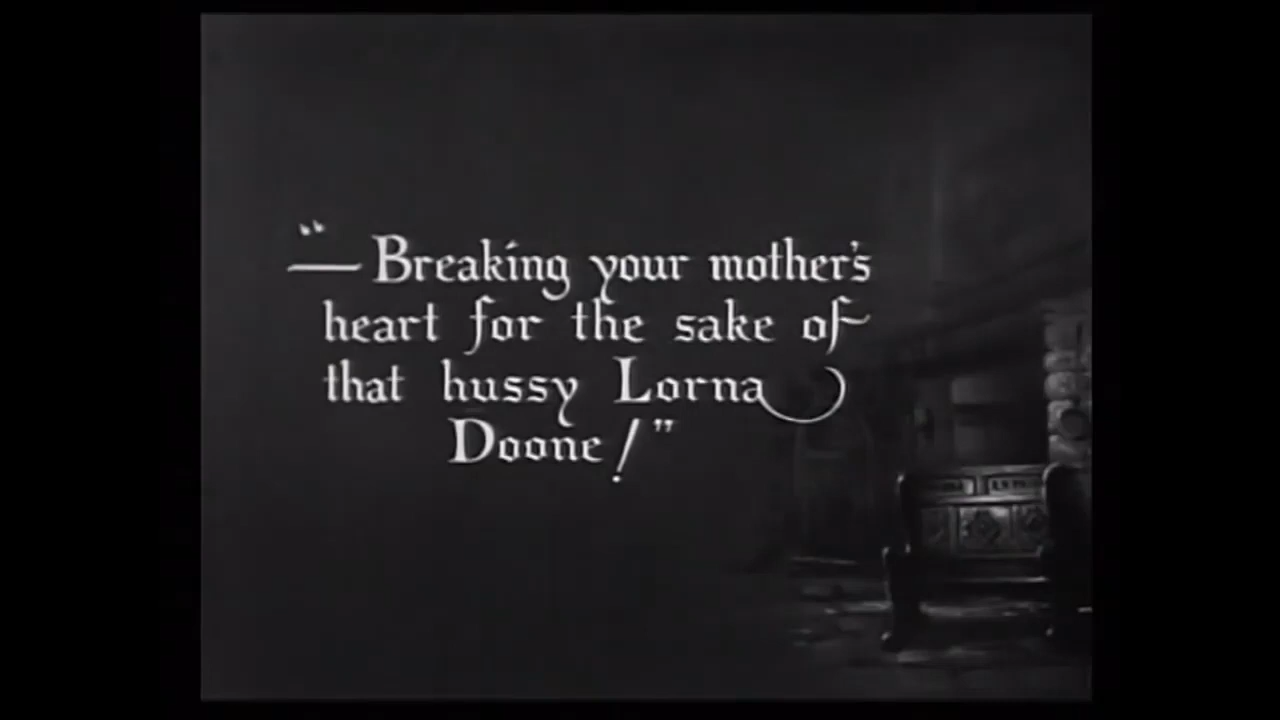 “— Breaking your mother's
heart for the sake of
that hussy Lorna
Doone!”